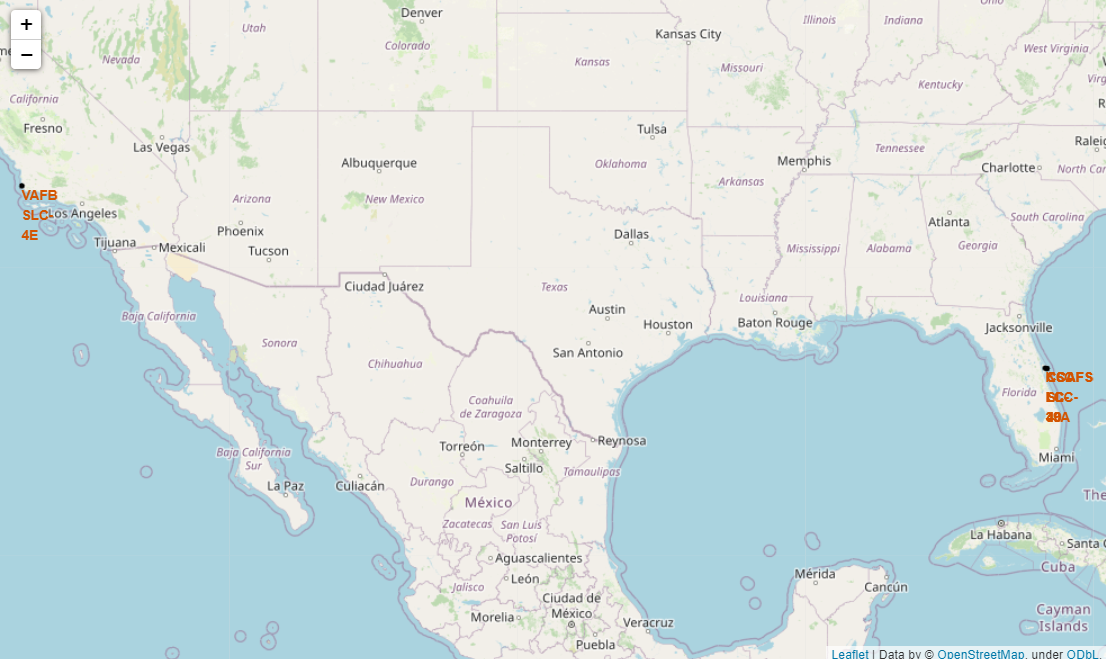 +
−
Denver
Ohio
Utah
Illinois
Indiana
Kansas City
Colorado
West Virginia
Nevada
Kansas
Missouri
Kentucky
California
Fresno
Las Vegas
Tulsa
Raleig
Tennessee
Albuquerque
Oklahoma
Memphis
Charlotte
North Car
Arkansas
VAFB
SLC-
4E
Los Angeles
Arizona
New Mexico
South Carolina
Atlanta
Phoenix
Dallas
Tijuana
Mexicali
Tucson
Mississippi
Alabama
Georgia
Ciudad Juárez
Texas
Louisiana
Austin
Baja California
Houston
Baton Rouge
Jacksonville
Sonora
San Antonio
Chihuahua
Florida
Coahuila
de Zaragoza
Reynosa
Torreón
Monterrey
Baja California
Sur
Saltillo
Tamaulipas
Miami
Durango
La Paz
Culiacán
México
The
Zacatecas
San Luis
Potosí
La Habana
Santa C
Aguascalientes
Cuba
León
Jalisco
Mérida
Cancún
Ciudad de
México
Morelia
Veracruz
Cayman
Islands
Puebla
Leaflet | Data by © OpenStreetMap, under ODbL.